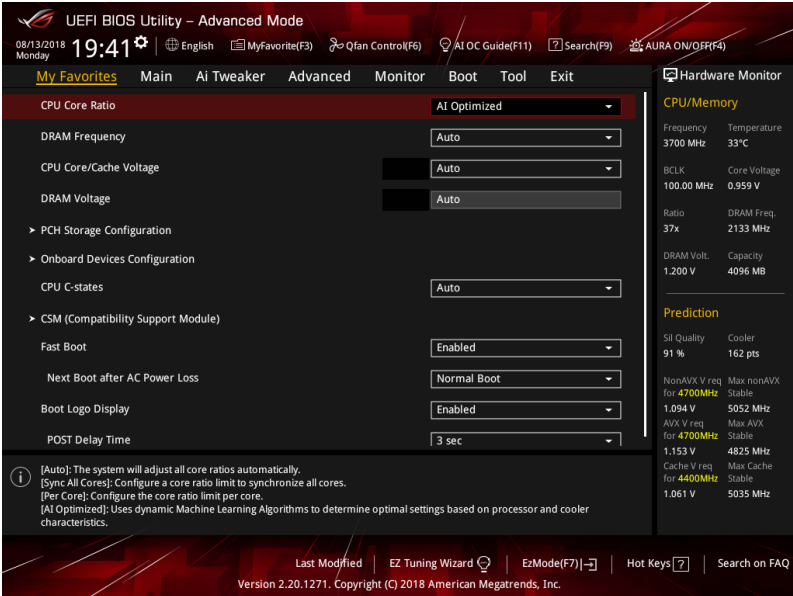 UEFI BIOS Utility – Advanced Mode
08/13/2018 Monday 19:41 English MyFavorite(F3) Qfan Control(F6) AI OC Guide(F11) ? Search(F9) AURA ON/OFF(F4)
My Favorites Main Ai Tweaker Advanced Monitor Boot Tool Exit
CPU Core Ratio AI Optimized
DRAM Frequency Auto
CPU Core/Cache Voltage Auto
DRAM Voltage Auto
> PCH Storage Configuration
> Onboard Devices Configuration
CPU C-states Auto
> CSM (Compatibility Support Module)
Fast Boot Enabled
Next Boot after AC Power Loss Normal Boot
Boot Logo Display Enabled
POST Delay Time 3 sec
Hardware Monitor
CPU/Memory
Frequency Temperature
3700 MHz 33°C
BCLK Core Voltage
100.00 MHz 0.959 V
Ratio DRAM Freq.
37x 2133 MHz
DRAM Volt. Capacity
1.200 V 4096 MB
Prediction
Sil Quality Cooler
91 % 162 pts
NonAVX V req Max nonAVX
for 4700MHz Stable
1.094 V 5052 MHz
AVX V req Max AVX
for 4700MHz Stable
1.153 V 4825 MHz
Cache V req Max Cache
for 4400MHz Stable
1.061 V 5035 MHz
[Auto]: The system will adjust all core ratios automatically.
[Sync All Cores]: Configure a core ratio limit to synchronize all cores.
[Per Core]: Configure the core ratio limit per core.
[AI Optimized]: Uses dynamic Machine Learning Algorithms to determine optimal settings based on processor and cooler
characteristics.
Last Modified EZ Tuning Wizard EzMode(F7) Hot Keys ? Search on FAQ
Version 2.20.1271. Copyright (C) 2018 American Megatrends, Inc.